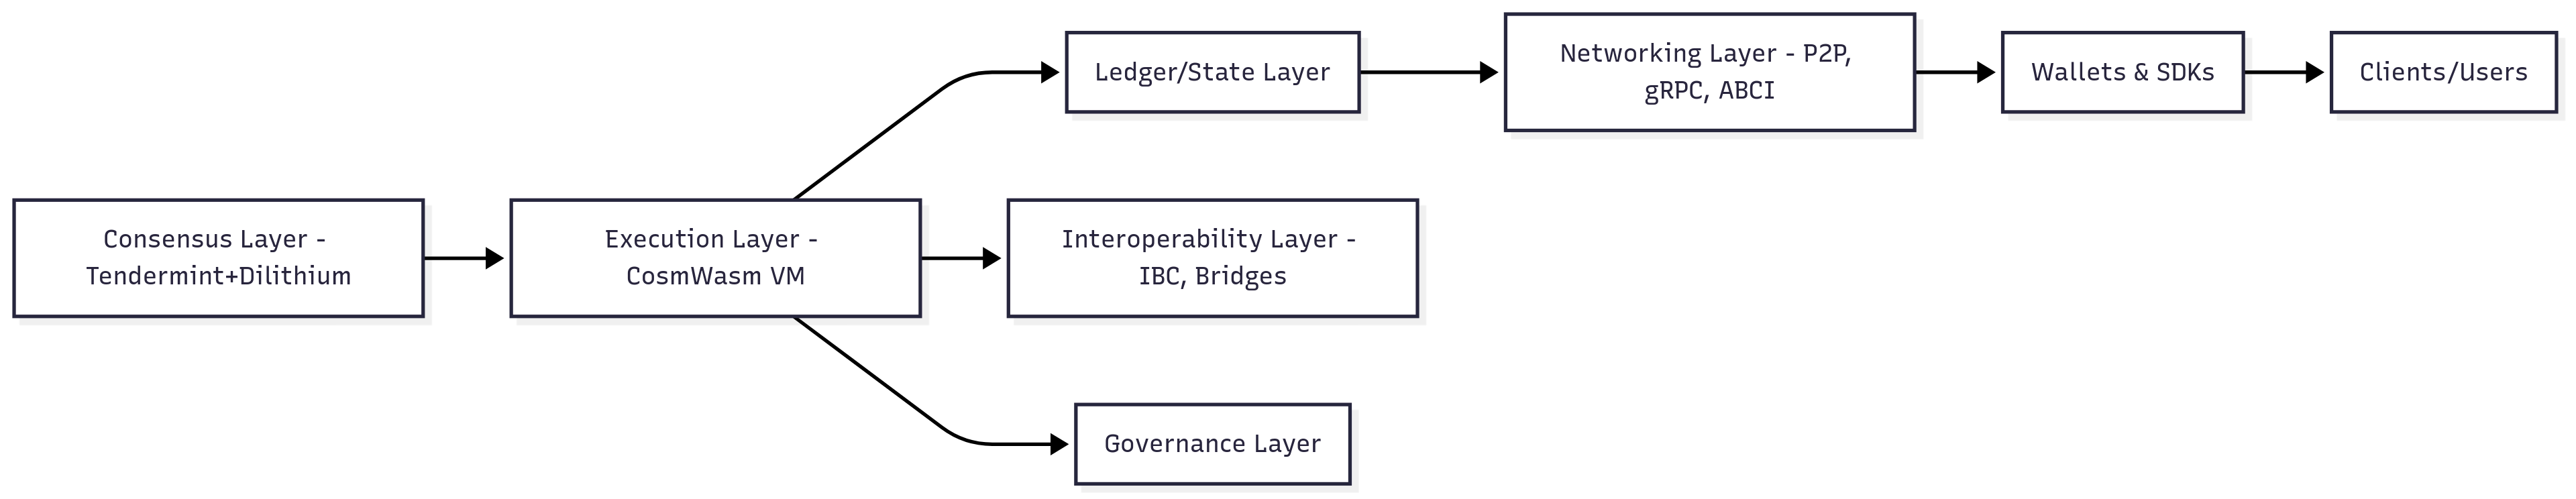 Ledger/State Layer
Networking Layer - P2P,
gRPC, ABCI
Wallets & SDKs
Clients/Users
Consensus Layer -
Tendermint+Dilithium
Execution Layer -
CosmWasm VM
Interoperability Layer -
IBC, Bridges
Governance Layer